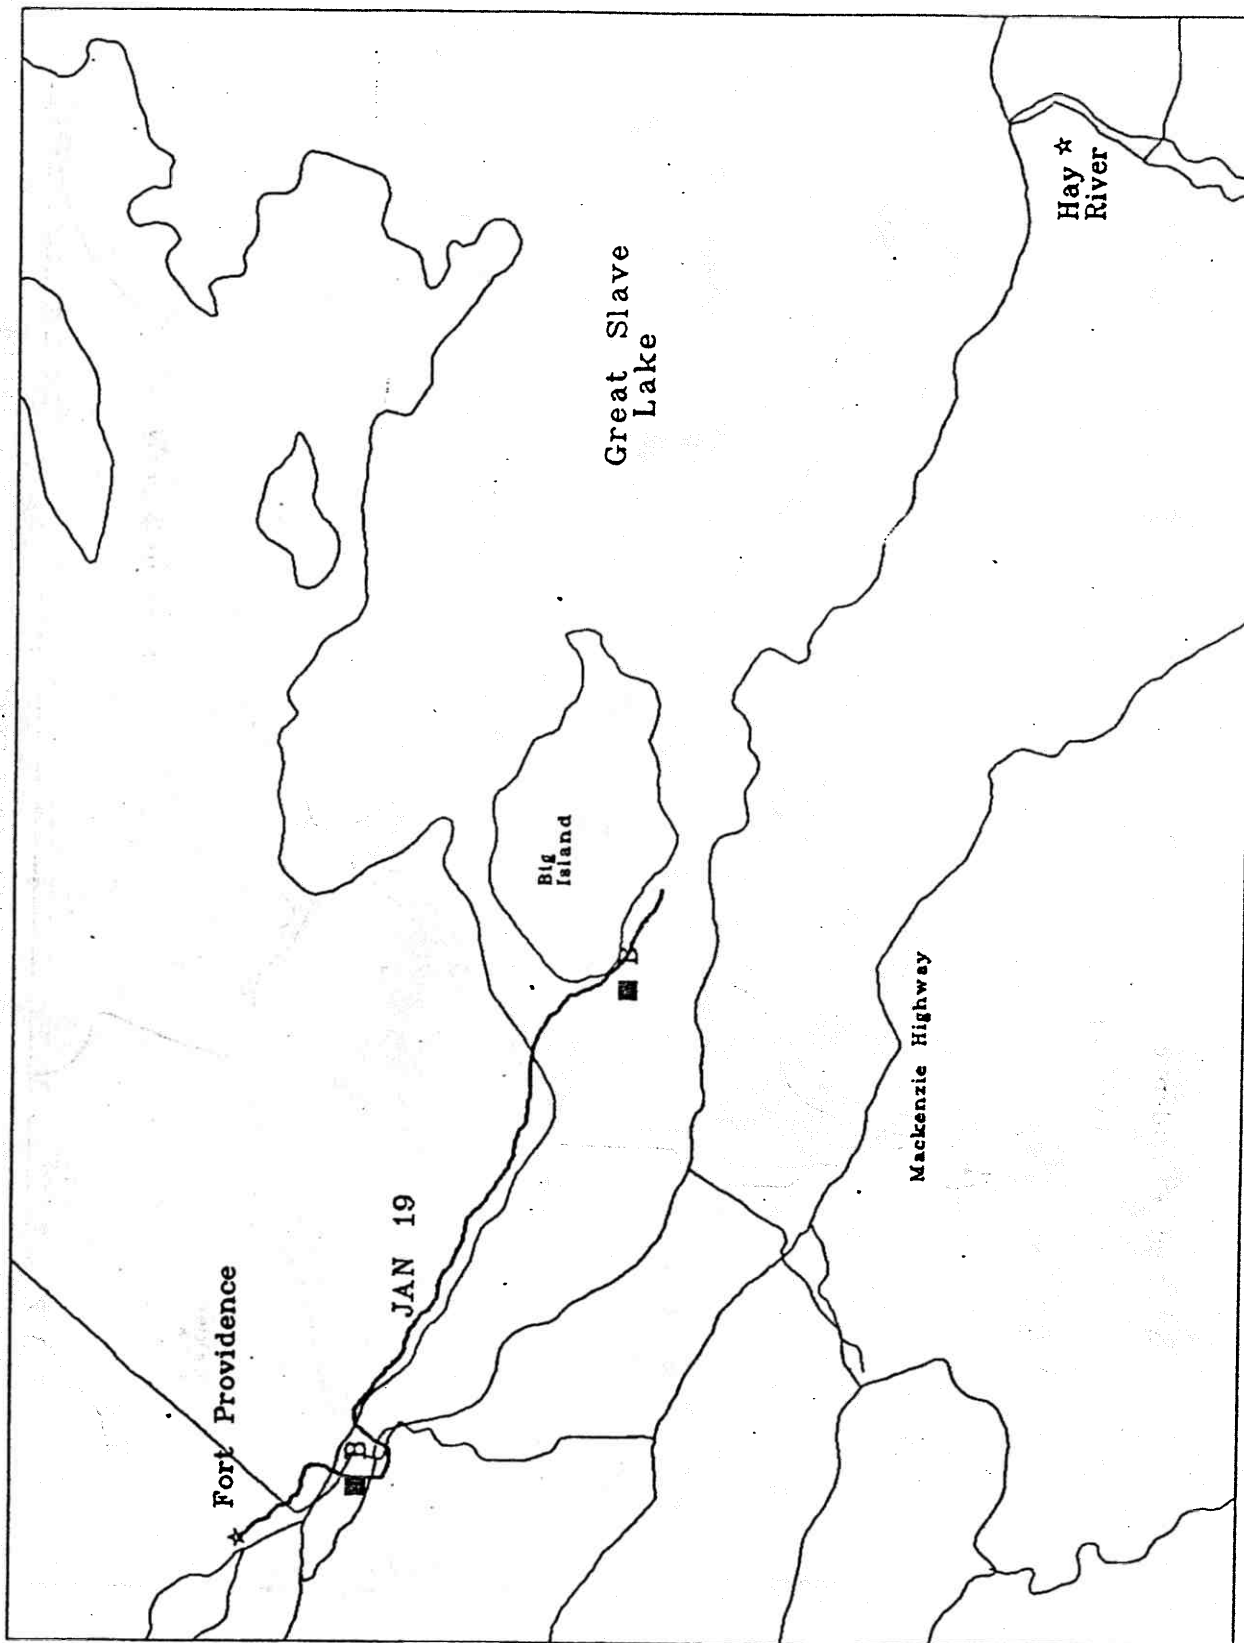 Fort Providence
JAN 19
B
B
Big
Island
Great Slave
Lake
Mackenzie Highway
Hay
River